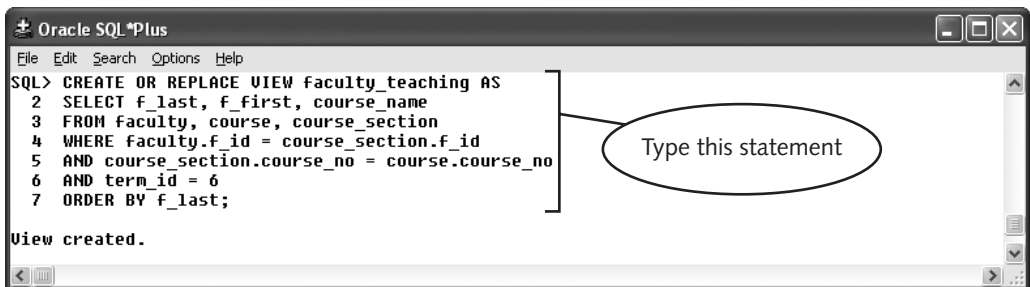 Oracle SQL*Plus
File Edit Search Options Help
SQL> CREATE OR REPLACE VIEW faculty_teaching AS
2 SELECT f_last, f_first, course_name
3 FROM faculty, course, course_section
4 WHERE faculty.f_id = course_section.f_id
5 AND course_section.course_no = course.course_no
6 AND term_id = 6
7 ORDER BY f_last;
Type this statement
View created.